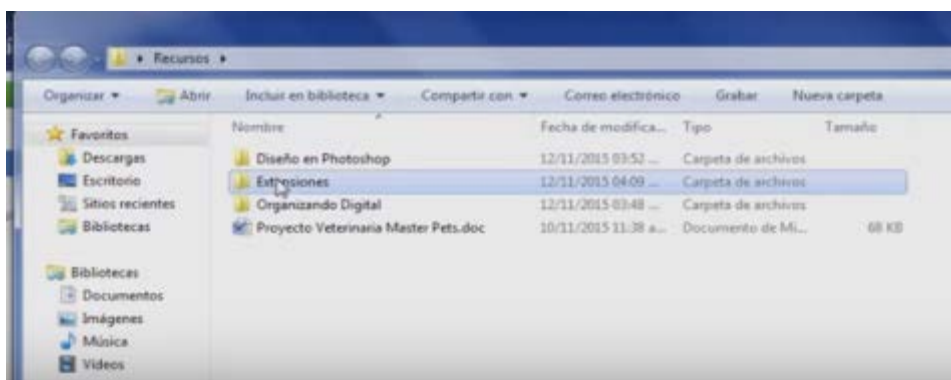 Recursos
Organizar Abrir Incluir en biblioteca Compartir con Correo electrónico Grabar Nueva carpeta
Favoritos
Descargas
Escritorio
Sitios recientes
Bibliotecas
Bibliotecas
Documentos
Imágenes
Música
Vídeos
Nombre Fecha de modifica... Tipo Tamaño
Diseño en Photoshop 12/11/2015 03:52 ... Carpeta de archivos
Extensiones 12/11/2015 04:09 ... Carpeta de archivos
Organizando Digital 12/11/2015 03:48 ... Carpeta de archivos
Proyecto Veterinaria Master Pets.doc 10/11/2015 11:38 a... Documento de Mi... 68 KB